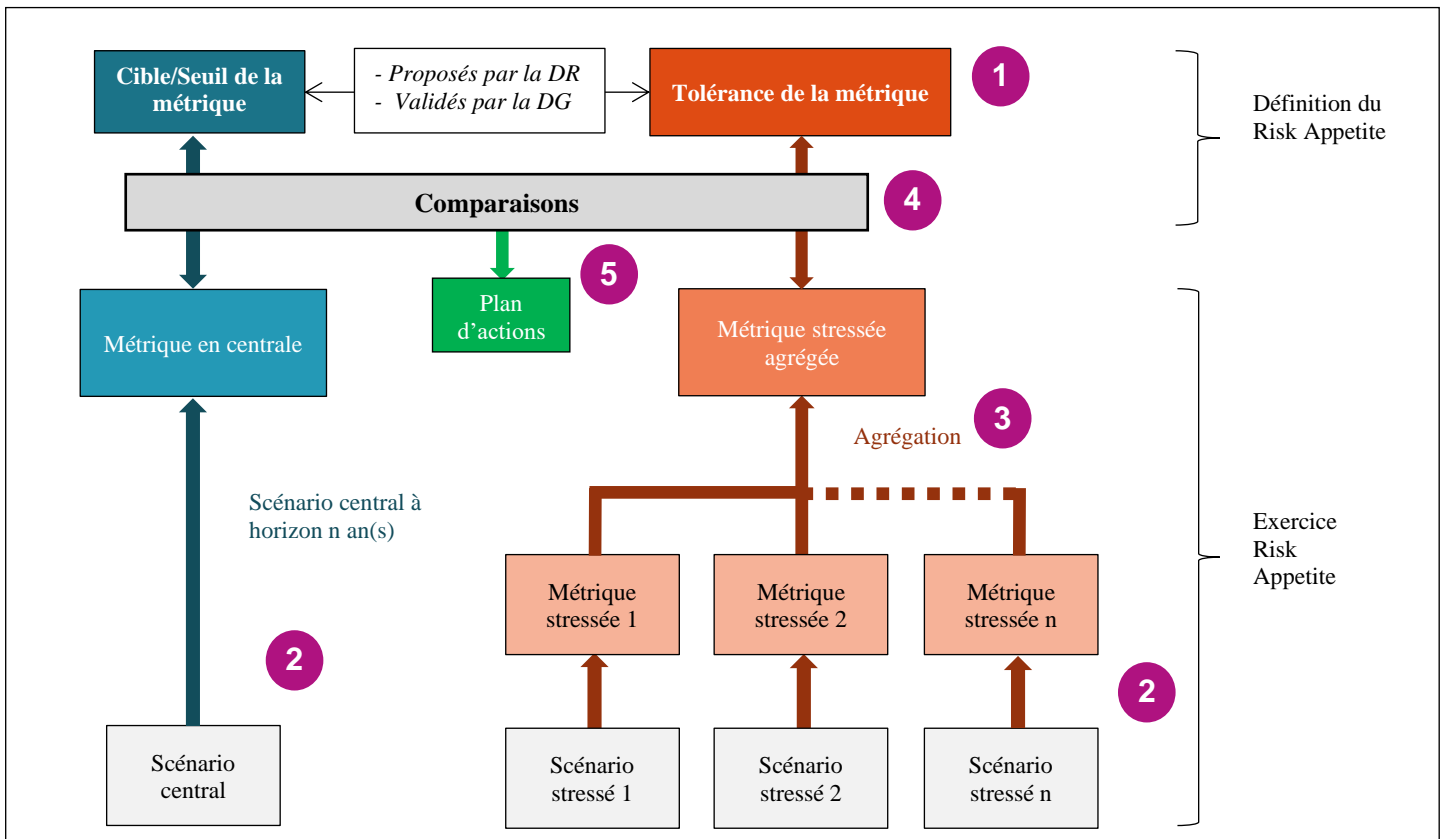 Cible/Seuil de la
métrique
- Proposés par la DR
- Validés par la DG
Tolérance de la métrique
1
Définition du
Risk Appetite
Comparaisons
4
5
Plan
d’actions
Métrique en centrale
Métrique stressée
agrégée
3
Agrégation
Scénario central à
horizon n an(s)
Exercice
Risk
Appetite
Métrique
stressée 1
Métrique
stressée 2
Métrique
stressée n
2
2
Scénario
central
Scénario
stressé 1
Scénario
stressé 2
Scénario
stressé n